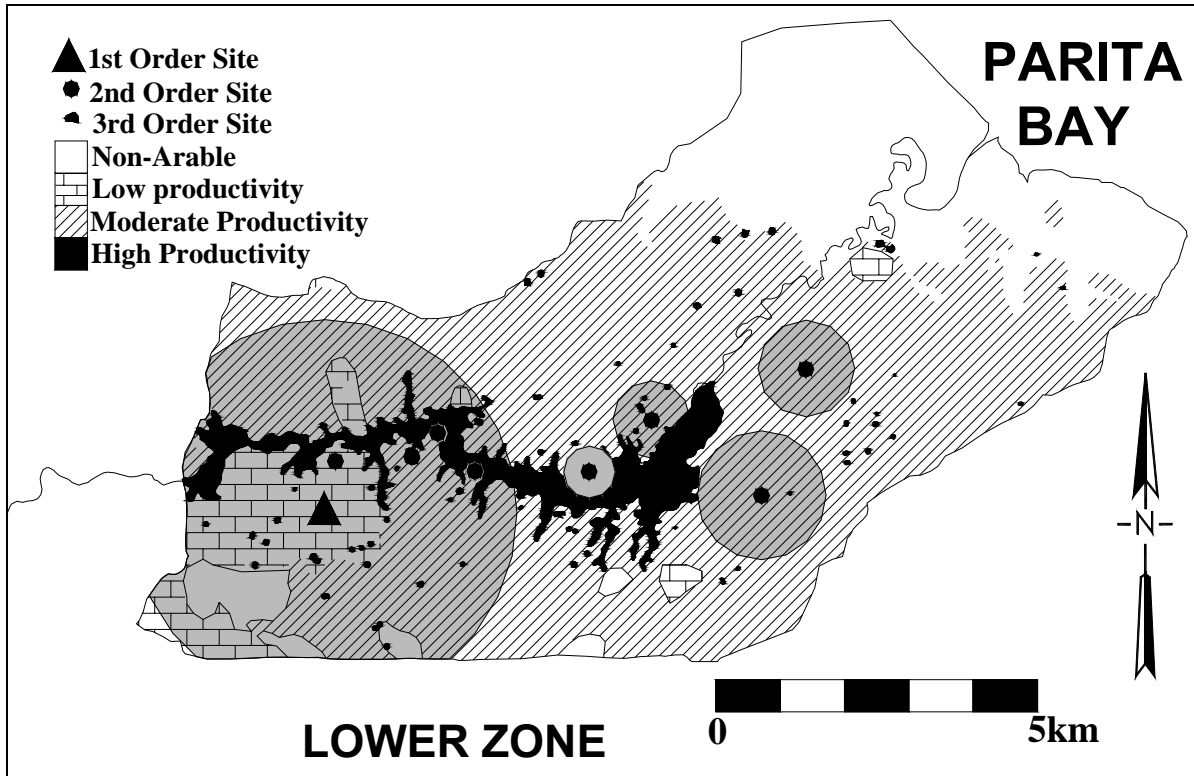 1st Order Site
2nd Order Site
3rd Order Site
Non-Arable
Low productivity
Moderate Productivity
High Productivity
PARITA
BAY
N
0
5km
LOWER ZONE